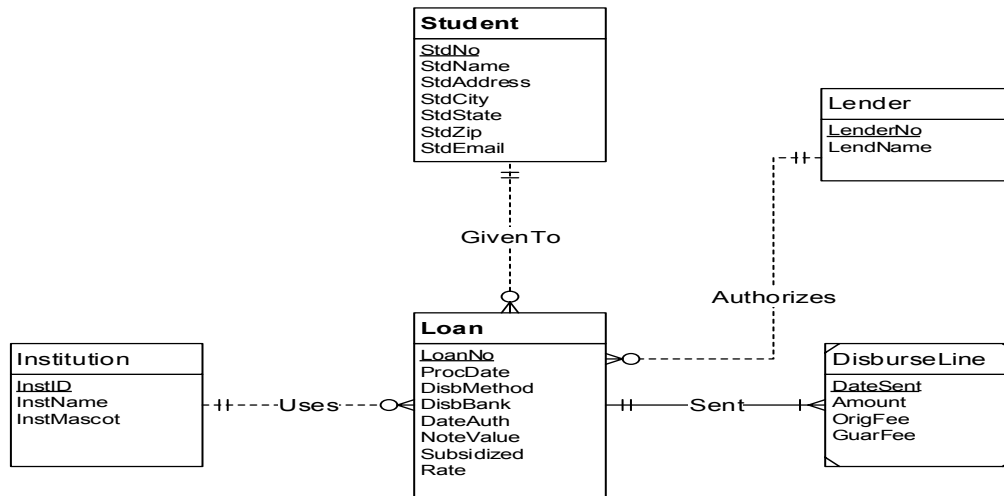 Student
StdNo
StdName
StdAddress
StdCity
StdState
StdZip
StdEmail
Lender
LenderNo
LendName
GivenTo
Authorizes
Institution
InstID
InstName
InstMascot
Uses
Loan
LoanNo
ProcDate
DisbMethod
DisbBank
DateAuth
NoteValue
Subsidized
Rate
Sent
DisburseLine
DateSent
Amount
OrigFee
GuarFee